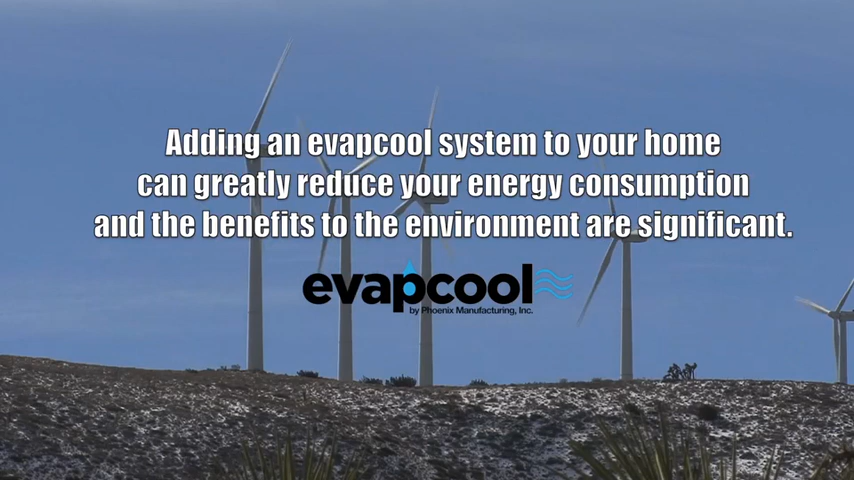 Adding an evapcool system to your home
can greatly reduce your energy consumption
and the benefits to the environment are significant.
evapcool
by Phoenix Manufacturing, Inc.